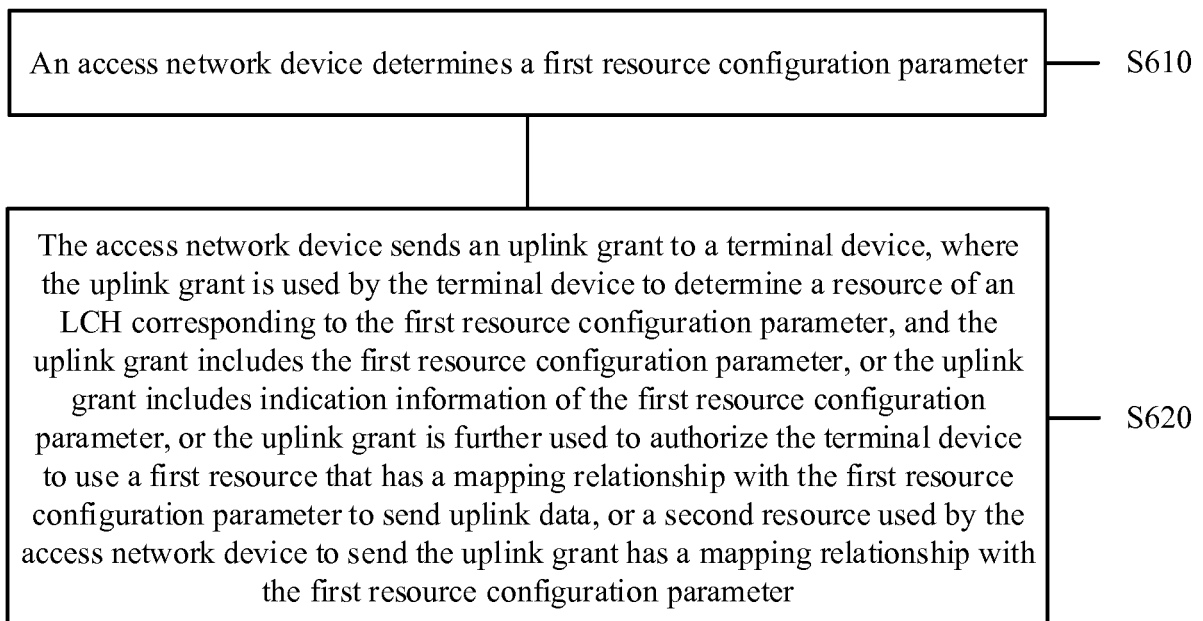 An access network device determines a first resource configuration parameter
S610
The access network device sends an uplink grant to a terminal device, where
the uplink grant is used by the terminal device to determine a resource of an
LCH corresponding to the first resource configuration parameter, and the
uplink grant includes the first resource configuration parameter, or the uplink
grant includes indication information of the first resource configuration
parameter, or the uplink grant is further used to authorize the terminal device
to use a first resource that has a mapping relationship with the first resource
configuration parameter to send uplink data, or a second resource used by the
access network device to send the uplink grant has a mapping relationship with
the first resource configuration parameter
S620